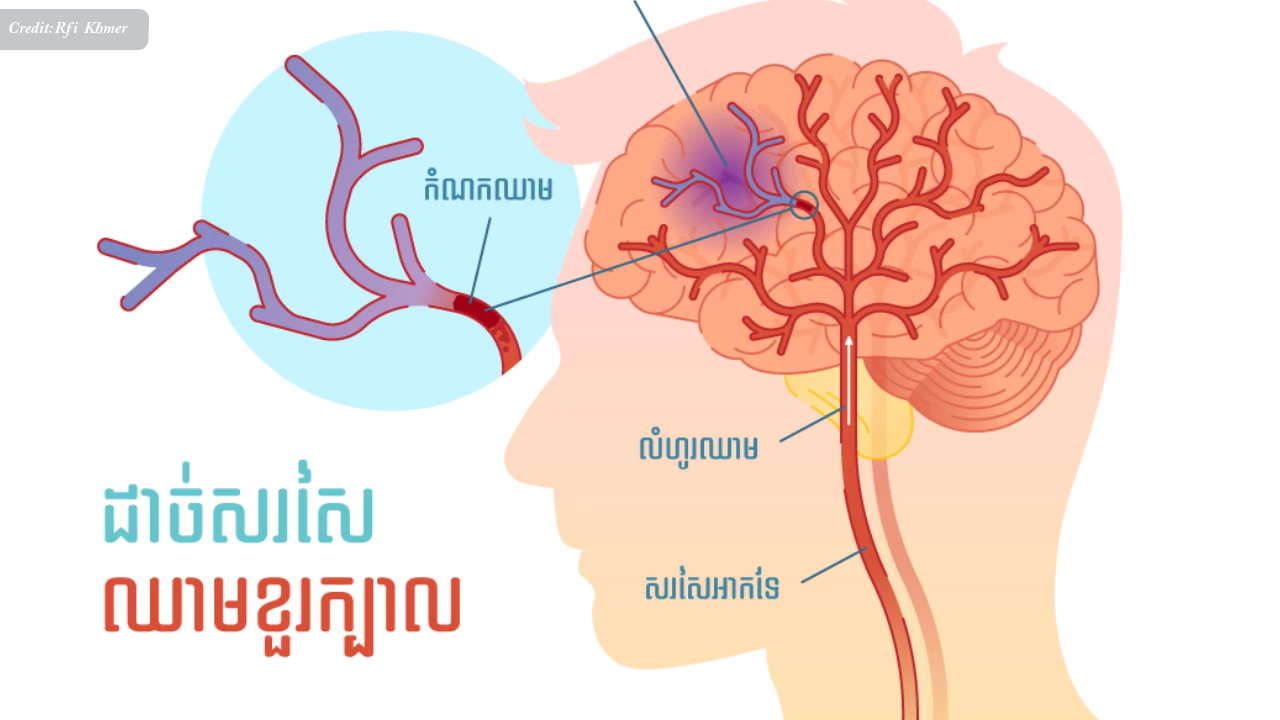 Credit:Rfi Khmer
កំណកឈាម
លំហូរឈាម
ដាច់សរសៃ
ឈាមខួរក្បាល
សរសៃអាកទែ